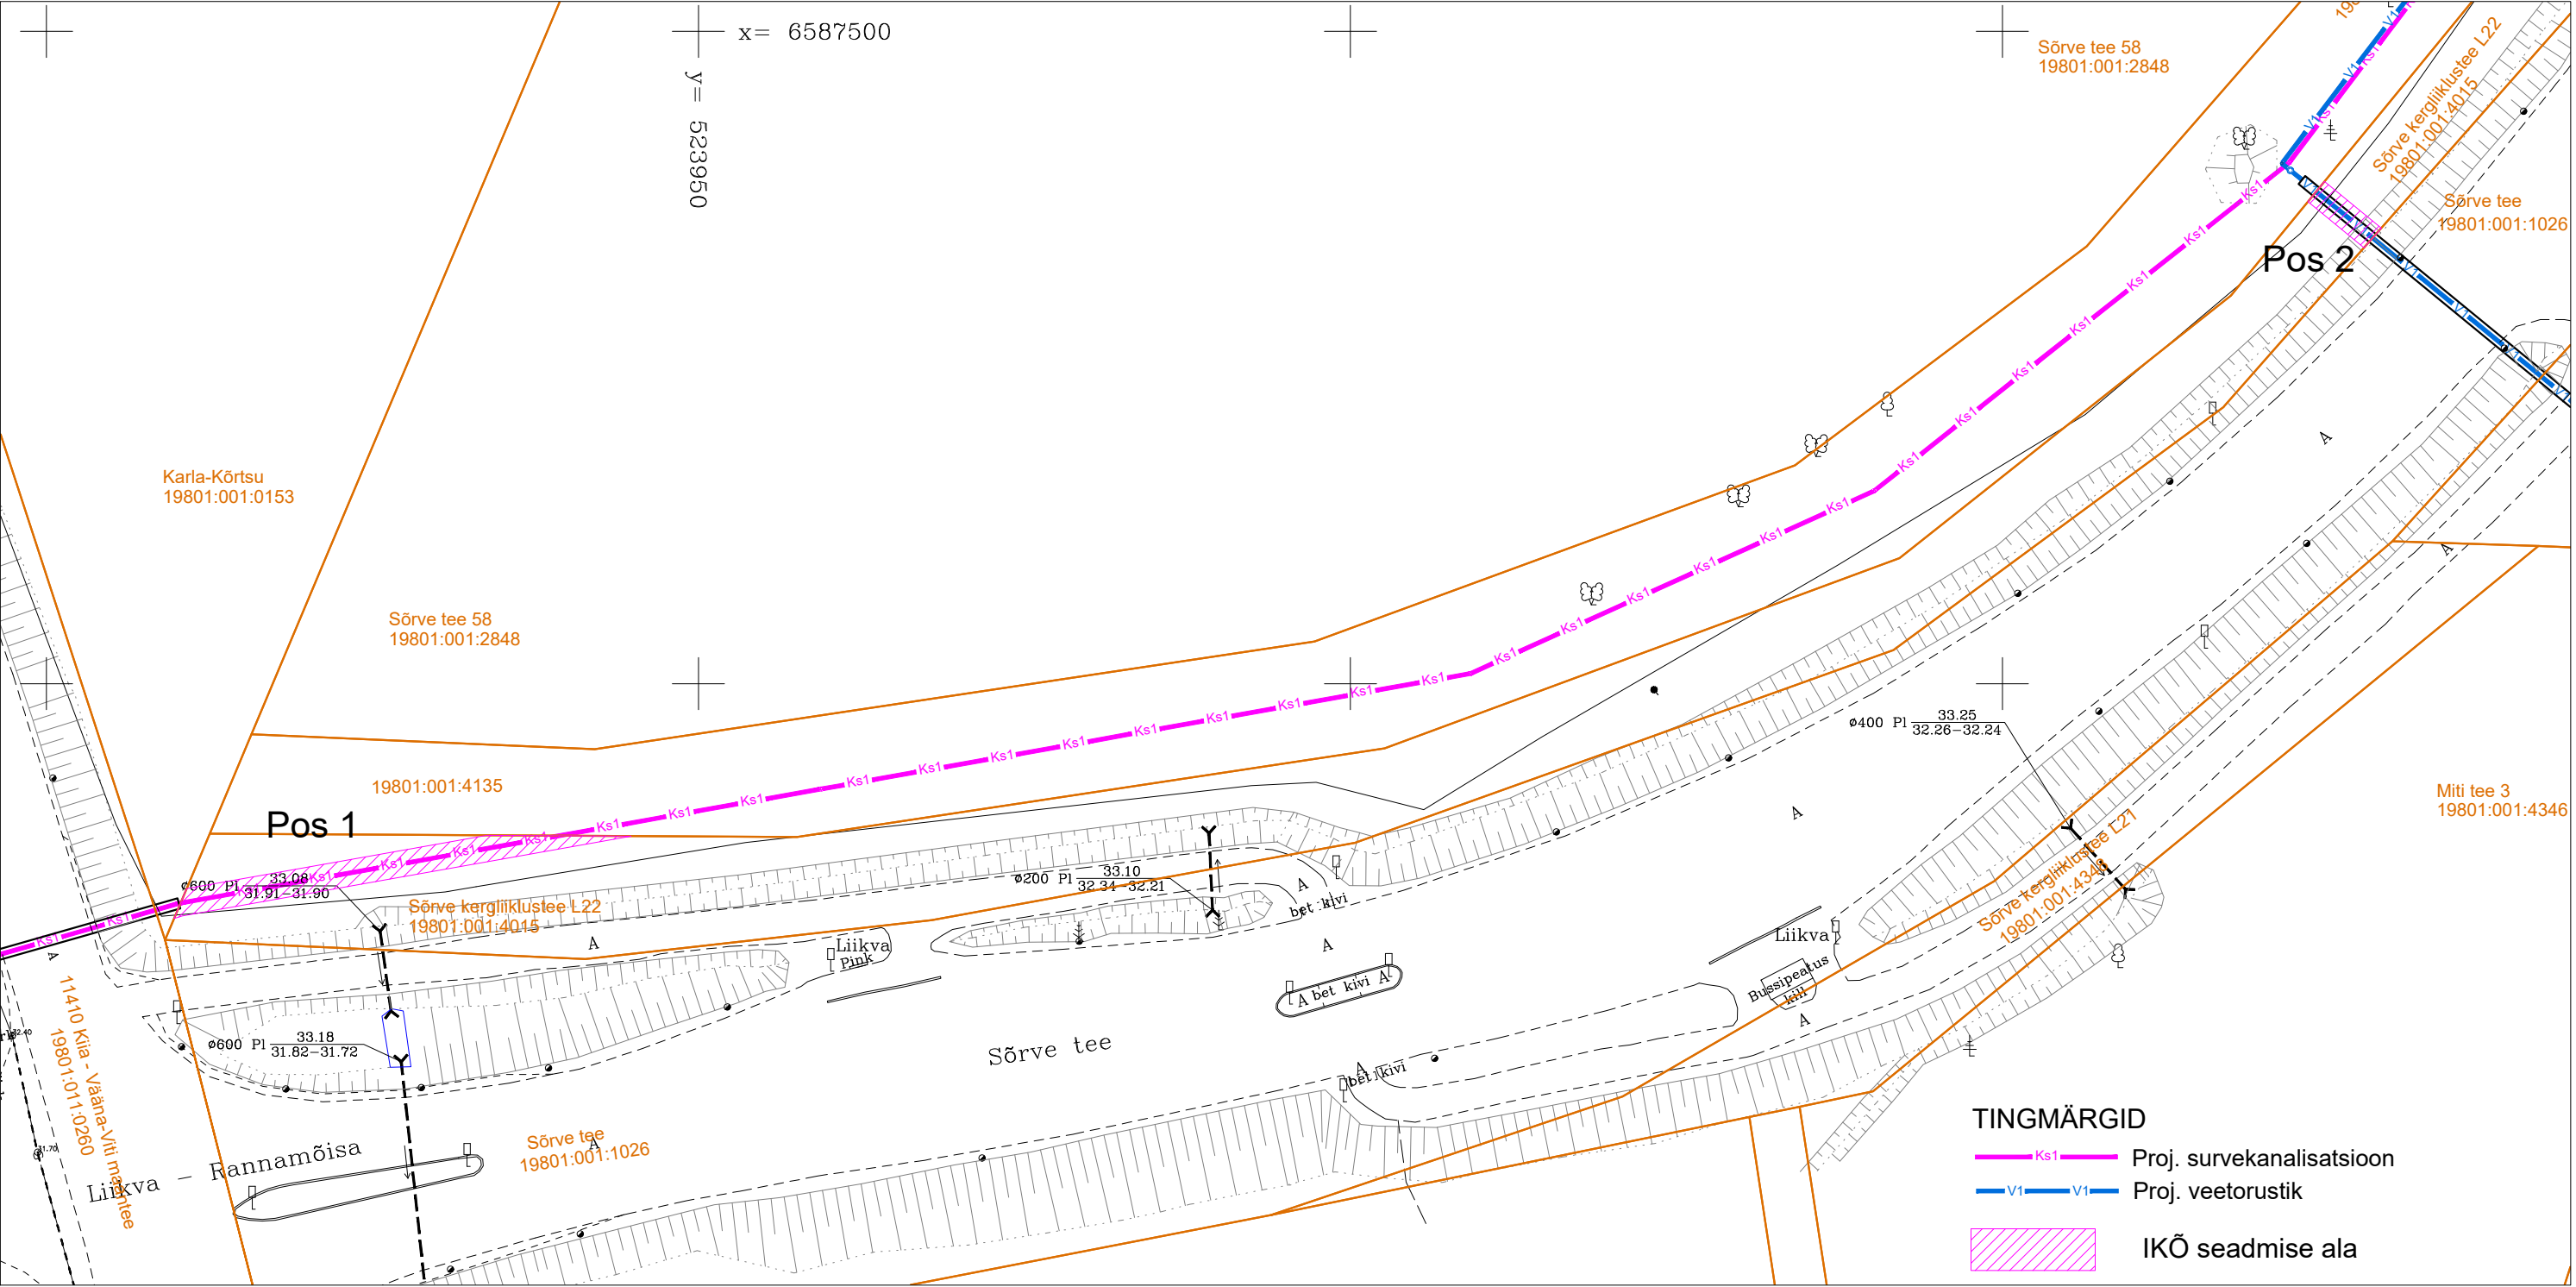 x= 6587500
y= 523950
Sõrve tee 58
19801:001:2848
Sõrve kergliiklustee L22
19801:001:4015
Sõrve tee
19801:001:1026
Pos 2
V1
Ks1
Karla-Kõrtsu
19801:001:0153
Sõrve tee 58
19801:001:2848
19801:001:4135
Pos 1
ø600 Pl 33.08
31.91-31.90
Sõrve kergliiklustee L22
19801:001:4015
ø200 Pl 33.10
32.34-32.21
bet kivi
A
Liikva
Pink
A bet kivi A
ø400 Pl 33.25
32.26-32.24
Miti tee 3
19801:001:4346
Sõrve kergliiklustee L21
Liikva
Bussipeatus
kill
ø600 Pl 33.18
31.82-31.72
Sõrve tee
bet kivi
11410 Kiia - Vääna-Viti maantee
19801:011:0260
Sõrve tee
19801:001:1026
Liikva - Rannamõisa
TINGMÄRGID
Ks1 Proj. survekanalisatsioon
V1 V1 Proj. veetorustik
IKÕ seadmise ala